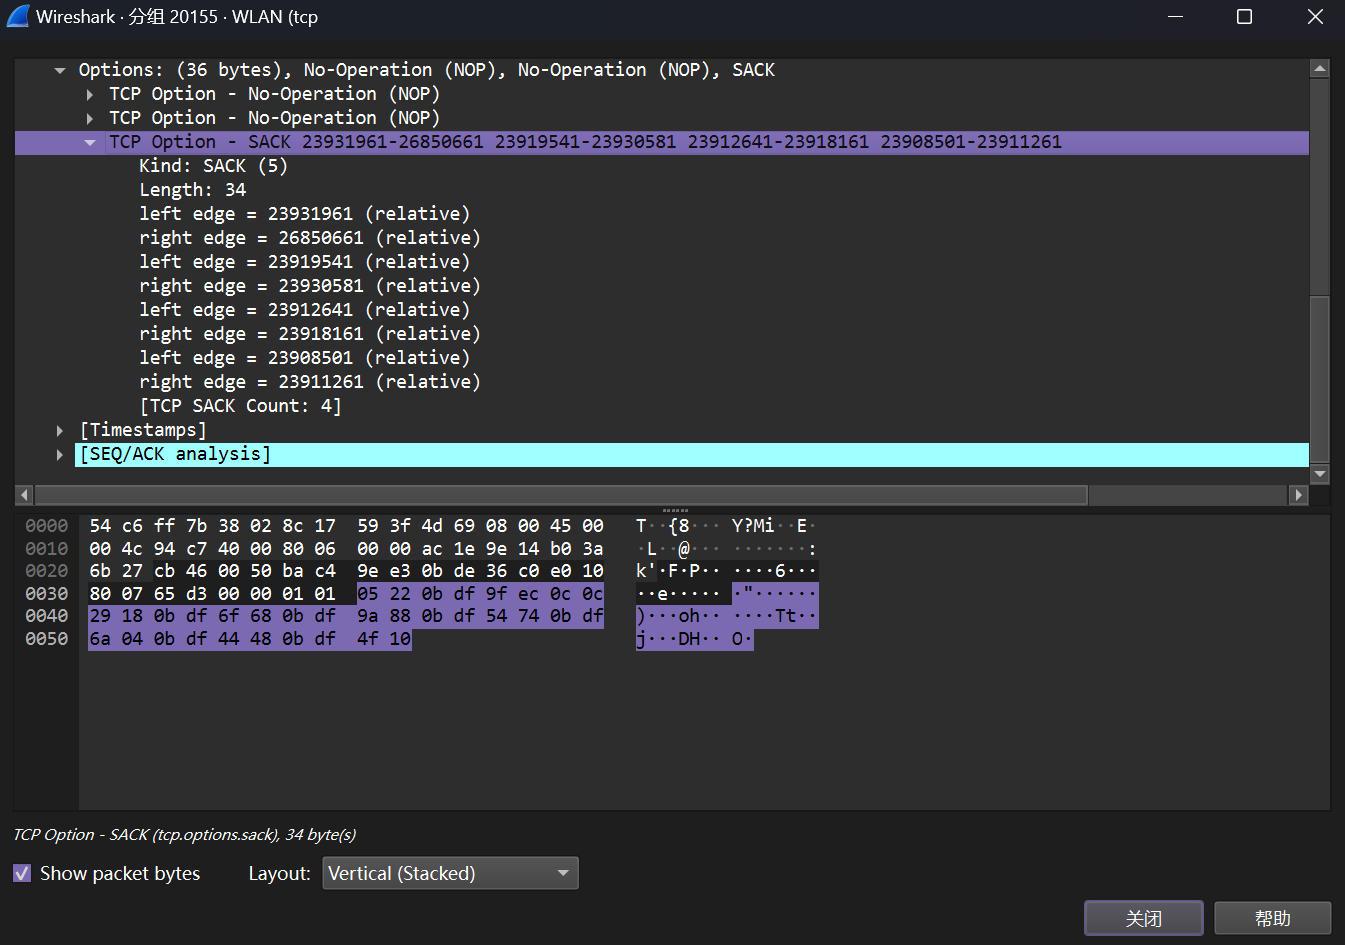 Wireshark · 分组 20155 · WLAN (tcp
Options: (36 bytes), No-Operation (NOP), No-Operation (NOP), SACK
TCP Option - No-Operation (NOP)
TCP Option - No-Operation (NOP)
TCP Option - SACK 23931961-26850661 23919541-23930581 23912641-23918161 23908501-23911261
Kind: SACK (5)
Length: 34
left edge = 23931961 (relative)
right edge = 26850661 (relative)
left edge = 23919541 (relative)
right edge = 23930581 (relative)
left edge = 23912641 (relative)
right edge = 23918161 (relative)
left edge = 23908501 (relative)
right edge = 23911261 (relative)
[TCP SACK Count: 4]
[Timestamps]
[SEQ/ACK analysis]
0000 54 c6 ff 7b 38 02 8c 17 59 3f 4d 69 08 00 45 00 T··{8··· Y?Mi··E·
0010 00 4c 94 c7 40 00 80 06 00 00 ac 1e 9e 14 b0 3a ·L··@··· ·······:
0020 6b 27 cb 46 00 50 ba c4 9e e3 0b de 36 c0 e0 10 k'·F·P·· ····6···
0030 80 07 65 d3 00 00 01 01 05 22 0b df 9f ec 0c 0c ··e····· ·"······
0040 29 18 0b df 6f 68 0b df 9a 88 0b df 54 74 0b df )···oh·· ····Tt··
0050 6a 04 0b df 44 48 0b df 4f 10 j···DH·· O·
TCP Option - SACK (tcp.options.sack), 34 byte(s)
Show packet bytes Layout: Vertical (Stacked)
关闭 帮助